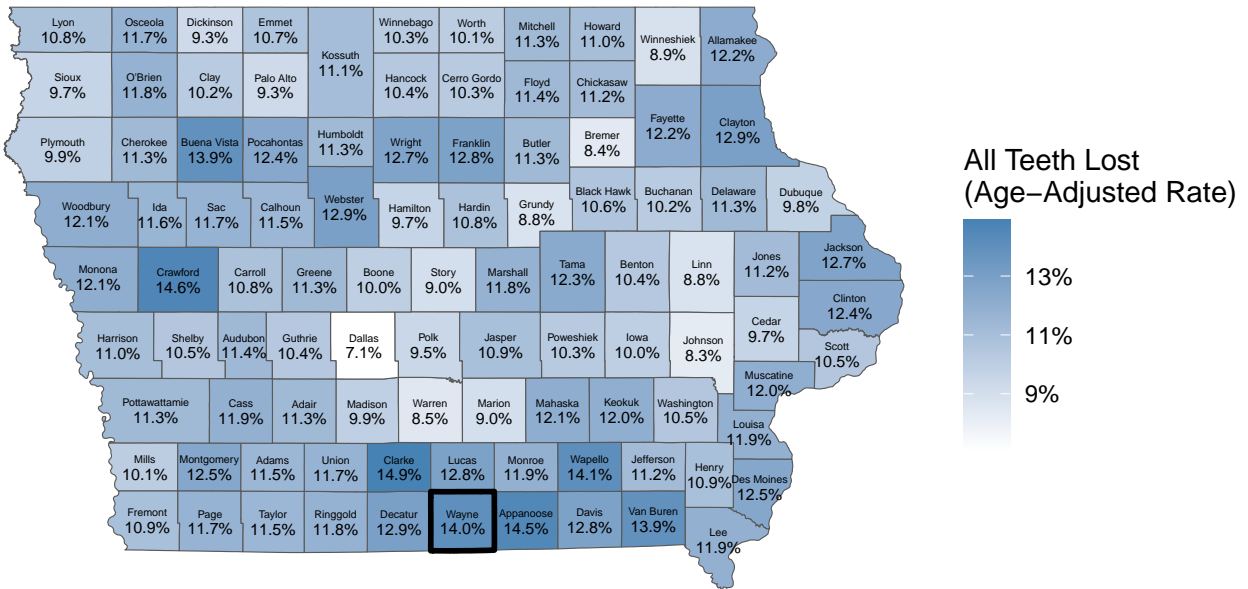 Lyon
10.8%
Osceola
11.7%
Dickinson
9.3%
Emmet
10.7%
Kossuth
11.1%
Winnebago
10.3%
Worth
10.1%
Mitchell
11.3%
Howard
11.0%
Winneshiek
8.9%
Allamakee
12.2%
Sioux
9.7%
O'Brien
11.8%
Clay
10.2%
Palo Alto
9.3%
Hancock
10.4%
Cerro Gordo
10.3%
Floyd
11.4%
Chickasaw
11.2%
Fayette
12.2%
Clayton
12.9%
Plymouth
9.9%
Cherokee
11.3%
Buena Vista
13.9%
Pocahontas
12.4%
Humboldt
11.3%
Wright
12.7%
Franklin
12.8%
Butler
11.3%
Bremer
8.4%
Woodbury
12.1%
Ida
11.6%
Sac
11.7%
Calhoun
11.5%
Webster
12.9%
Hamilton
9.7%
Hardin
10.8%
Grundy
8.8%
Black Hawk
10.6%
Buchanan
10.2%
Delaware
11.3%
Dubuque
9.8%
Monona
12.1%
Crawford
14.6%
Carroll
10.8%
Greene
11.3%
Boone
10.0%
Story
9.0%
Marshall
11.8%
Tama
12.3%
Benton
10.4%
Linn
8.8%
Jones
11.2%
Jackson
12.7%
Clinton
12.4%
Harrison
11.0%
Shelby
10.5%
Audubon
11.4%
Guthrie
10.4%
Dallas
7.1%
Polk
9.5%
Jasper
10.9%
Poweshiek
10.3%
Iowa
10.0%
Johnson
8.3%
Cedar
9.7%
Scott
10.5%
Muscatine
12.0%
Pottawattamie
11.3%
Cass
11.9%
Adair
11.3%
Madison
9.9%
Warren
8.5%
Marion
9.0%
Mahaska
12.1%
Keokuk
12.0%
Washington
10.5%
Louisa
11.9%
Mills
10.1%
Montgomery
12.5%
Adams
11.5%
Union
11.7%
Clarke
14.9%
Lucas
12.8%
Monroe
11.9%
Wapello
14.1%
Jefferson
11.2%
Henry
10.9%
Des Moines
12.5%
Fremont
10.9%
Page
11.7%
Taylor
11.5%
Ringgold
11.8%
Decatur
12.9%
Wayne
14.0%
Appanoose
14.5%
Davis
12.8%
Van Buren
13.9%
Lee
11.9%
All Teeth Lost
(Age−Adjusted Rate)
13%
11%
9%